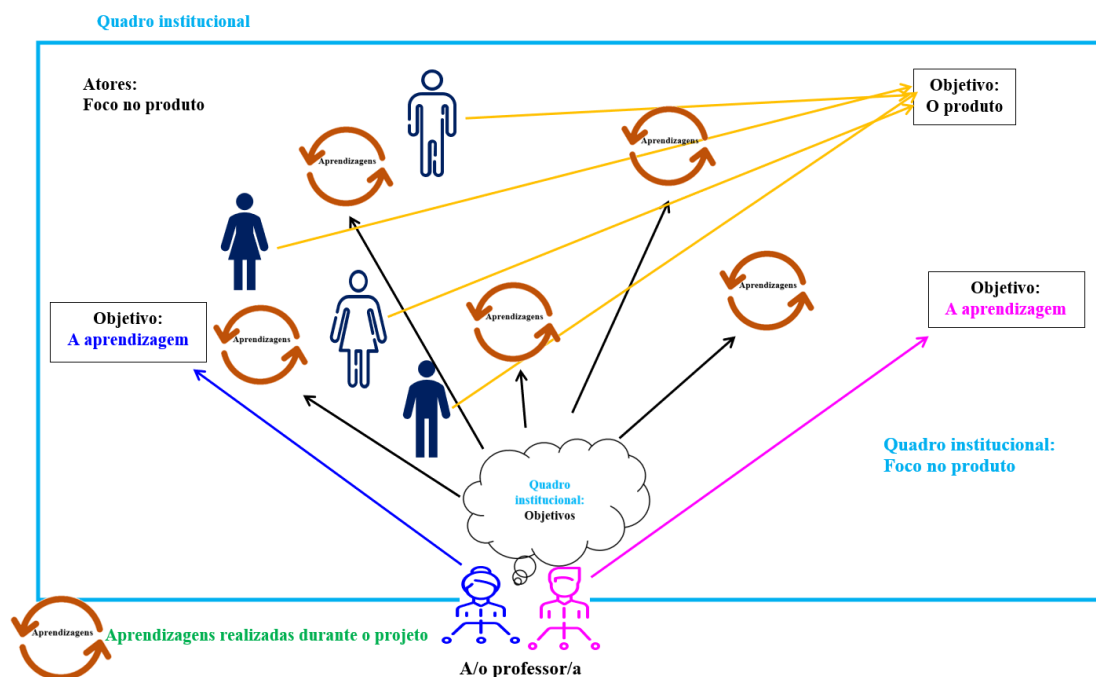 Quadro institucional
Atores:
Foco no produto
Objetivo:
O produto
Aprendizagens
Aprendizagens
Aprendizagens
Objetivo:
A aprendizagem
Aprendizagens
Aprendizagens
Objetivo:
A aprendizagem
Quadro institucional:
Foco no produto
Quadro
institucional:
Objetivos
Aprendizagens
Aprendizagens realizadas durante o projeto
A/o professor/a